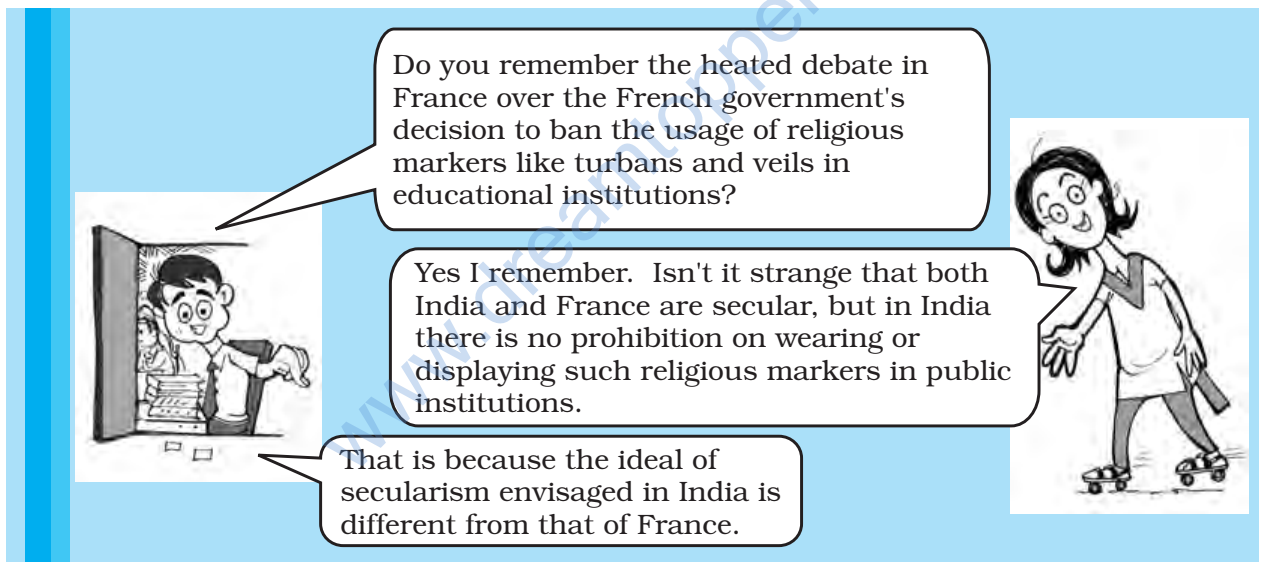 Do you remember the heated debate in
France over the French government's
decision to ban the usage of religious
markers like turbans and veils in
educational institutions?
Yes I remember. Isn't it strange that both
India and France are secular, but in India
there is no prohibition on wearing or
displaying such religious markers in public
institutions.
That is because the ideal of
secularism envisaged in India is
different from that of France.
www.dreamtopper